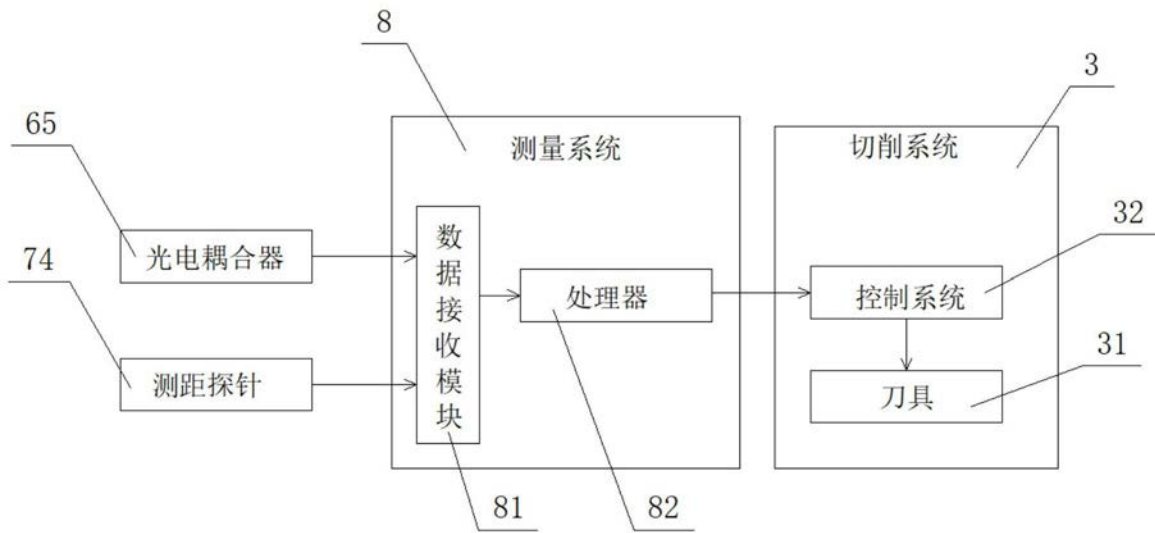 8
3
65
测量系统
切削系统
32
74
光电耦合器
数据接收模块
处理器
控制系统
31
测距探针
刀具
81
82